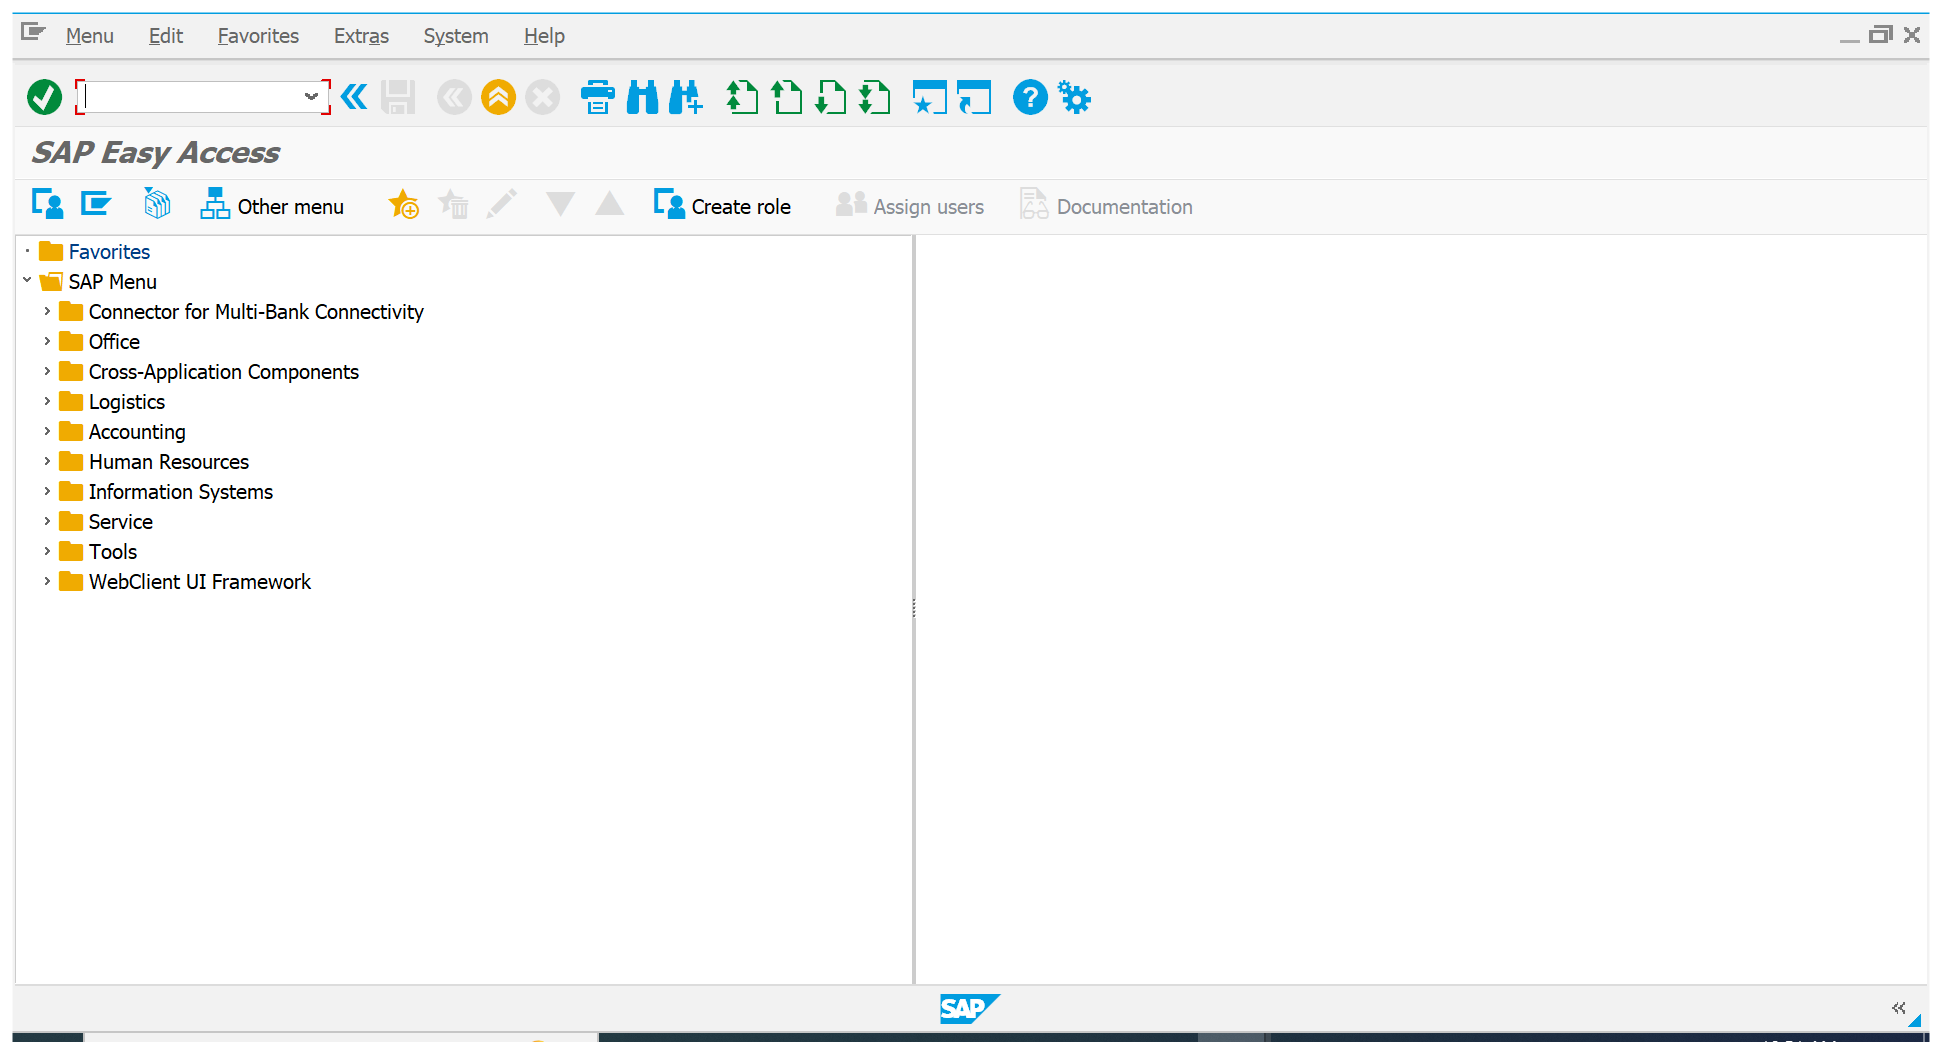 Menu Edit Favorites Extras System Help
SAP Easy Access
Other menu Create role Assign users Documentation
Favorites
SAP Menu
Connector for Multi-Bank Connectivity
Office
Cross-Application Components
Logistics
Accounting
Human Resources
Information Systems
Service
Tools
WebClient UI Framework
SAP